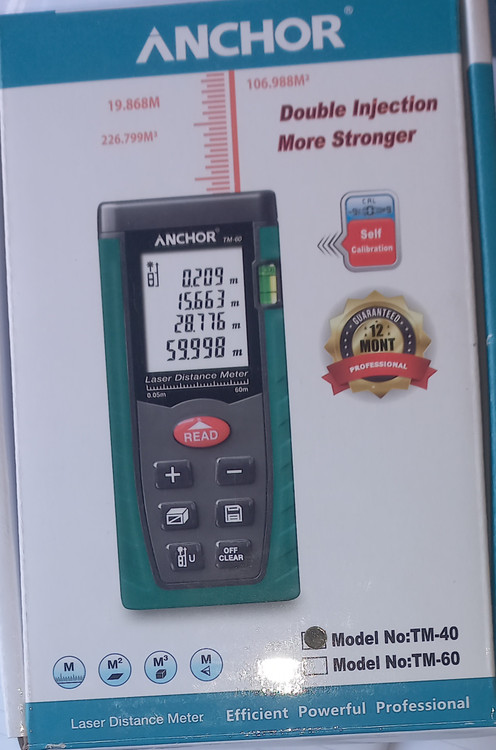 ANCHOR®
106.988M³
19.868M
226.799M³
Double Injection
More Stronger
CAL
Self
Calibration
ANCHOR TM-60
0.209 m
15.663 m
28.776 m
59.998 m
Laser Distance Meter
0.05m 60m
READ
+ −
U OFF
CLEAR
GUARANTEED
12
MONT
PROFESSIONAL
Model No:TM-40
Model No:TM-60
M M² M³ M
Laser Distance Meter Efficient Powerful Professional